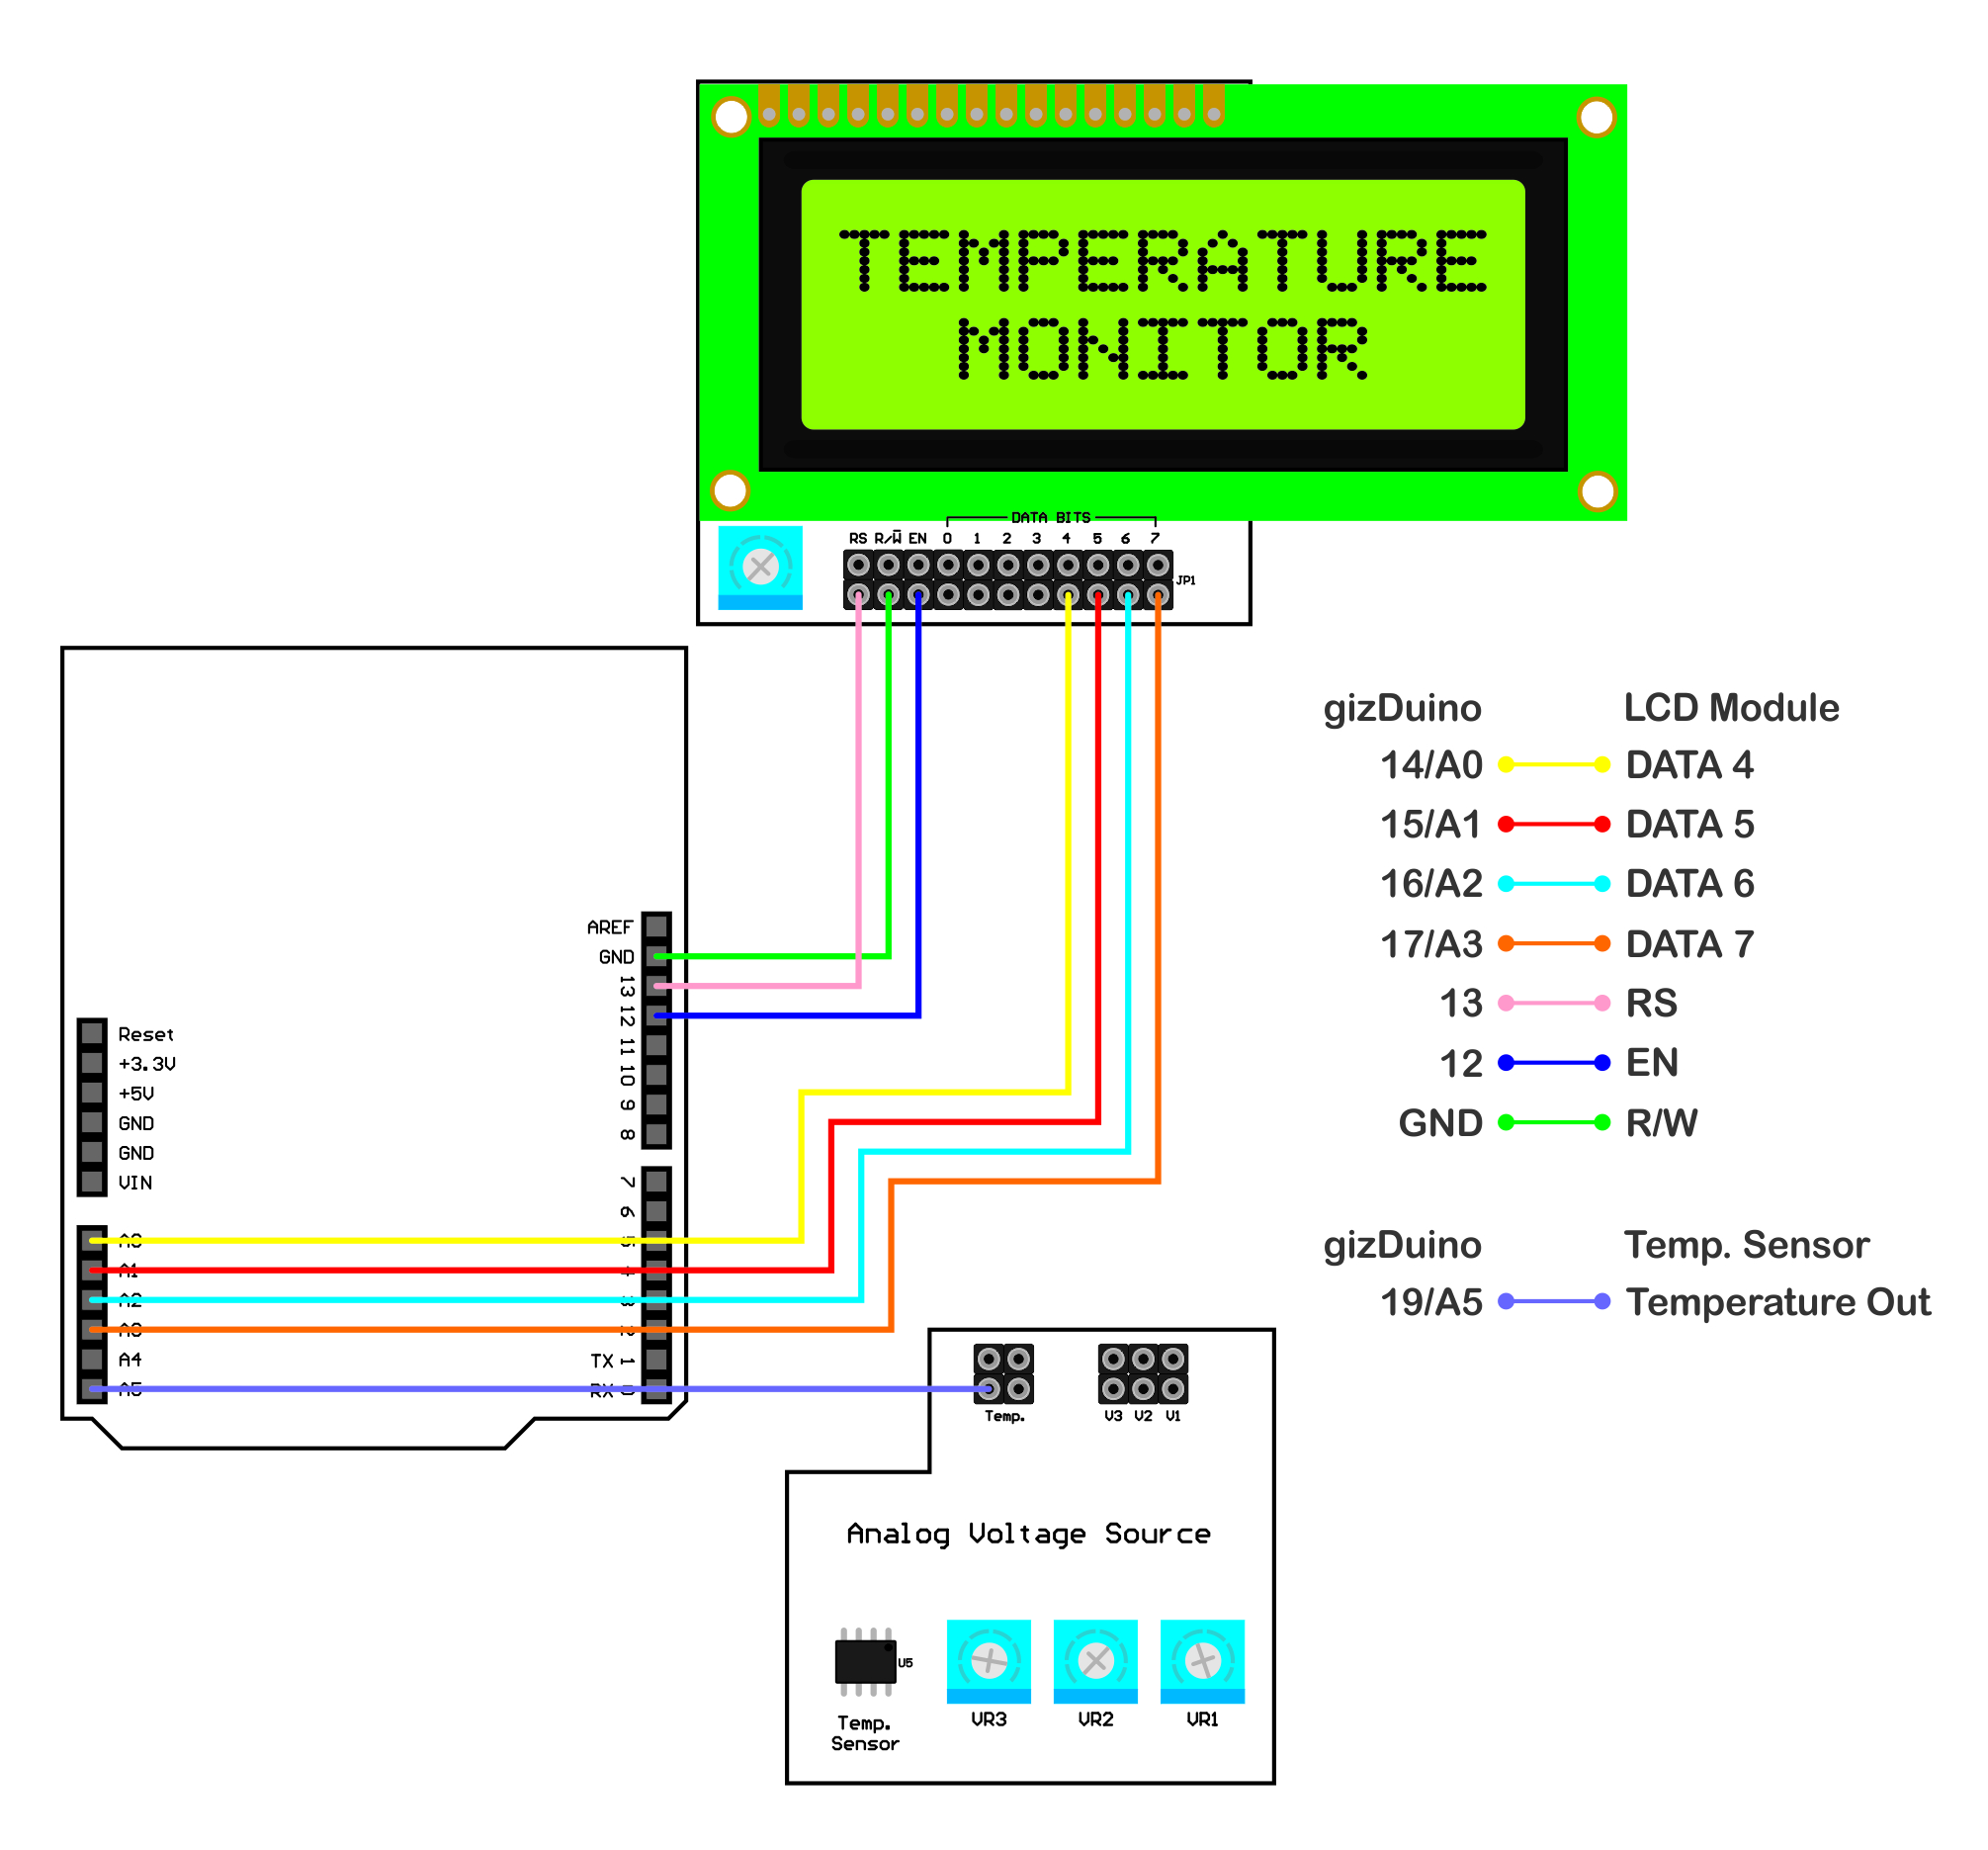 TEMPERATURE
MONITOR
DATA BITS
RS R/W̅ EN 0 1 2 3 4 5 6 7
JP1
gizDuino LCD Module
14/A0 DATA 4
15/A1 DATA 5
16/A2 DATA 6
17/A3 DATA 7
13 RS
12 EN
GND R/W
gizDuino Temp. Sensor
19/A5 Temperature Out
AREF
GND
13
12
11
10
9
8
7
6
5
4
3
2
TX 1
RX 0
Reset
+3.3V
+5V
GND
GND
VIN
A0
A1
A2
A3
A4
A5
Temp.
V3 V2 V1
Analog Voltage Source
U5
Temp.
Sensor
VR3 VR2 VR1